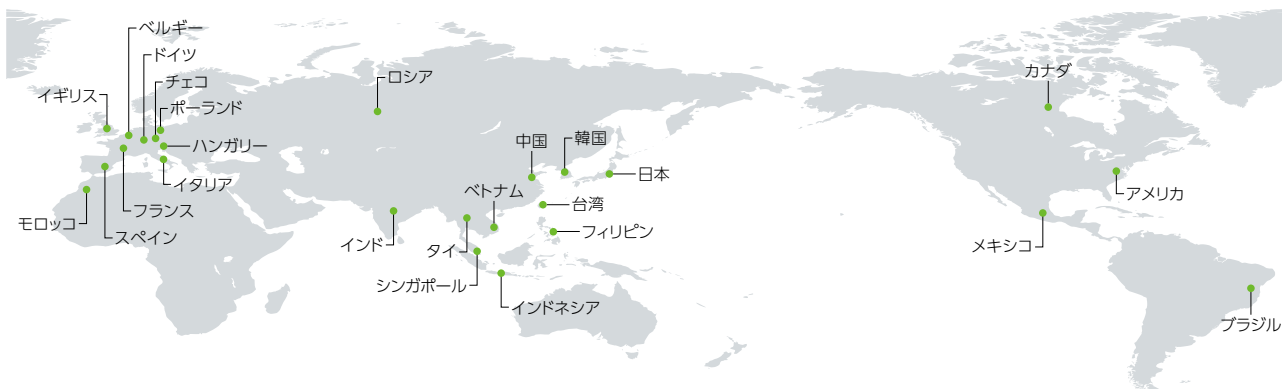 ベルギー
ドイツ
チェコ
イギリス
ポーランド
ハンガリー
イタリア
フランス
モロッコ
スペイン
ロシア
中国
韓国
日本
ベトナム
台湾
フィリピン
インド
タイ
シンガポール
インドネシア
カナダ
アメリカ
メキシコ
ブラジル